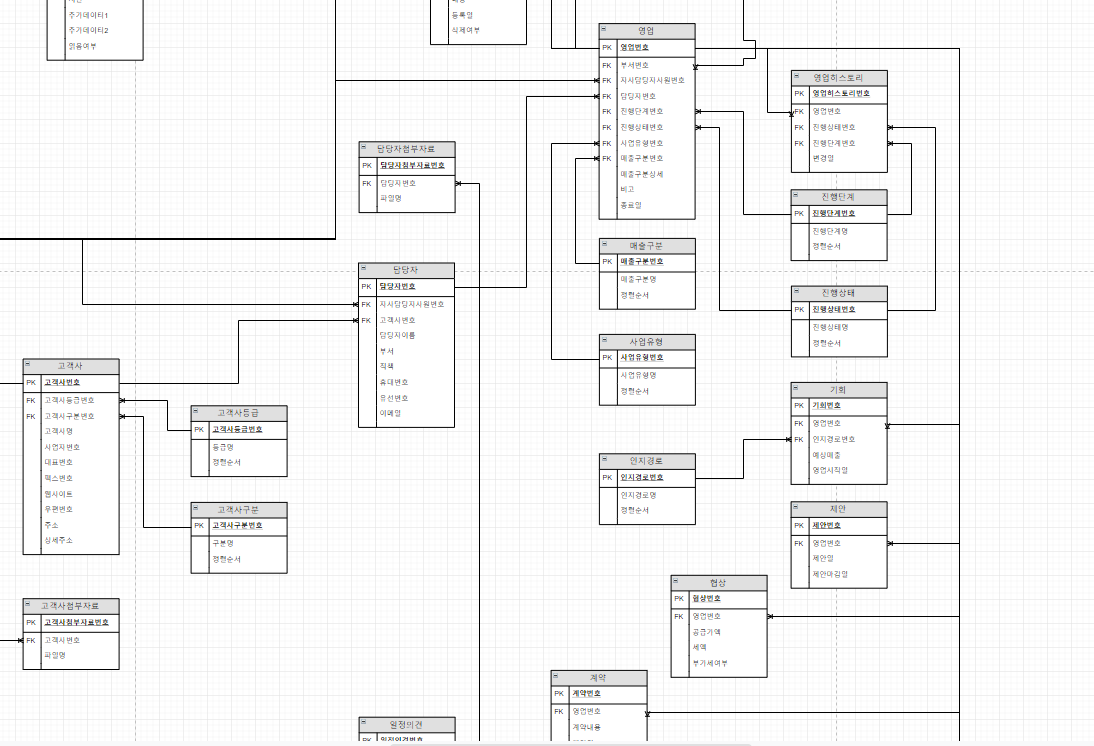 추가데이터1
추가데이터2
읽음여부
등록일
삭제여부
영업
PK 영업번호
FK 부서번호
FK 지사담당지사원번호
FK 담당자번호
FK 진행단계번호
FK 진행상태번호
FK 사업유형번호
FK 매출구분번호
매출구분상세
비고
종료일
영업히스토리
PK 영업히스토리번호
FK 영업번호
FK 진행상태번호
FK 진행단계번호
변경일
담당자첨부자료
PK 담당자첨부자료번호
FK 담당자번호
파일명
진행단계
PK 진행단계번호
진행단계명
정렬순서
매출구분
PK 매출구분번호
매출구분명
정렬순서
담당자
PK 담당자번호
FK 지사담당지사원번호
FK 고객사번호
담당자이름
부서
직책
휴대번호
유선번호
이메일
진행상태
PK 진행상태번호
진행상태명
정렬순서
사업유형
PK 사업유형번호
사업유형명
정렬순서
고객사
PK 고객사번호
FK 고객사등급번호
FK 고객사구분번호
고객사명
사업자번호
대표번호
팩스번호
웹사이트
우편번호
주소
상세주소
고객사등급
PK 고객사등급번호
등급명
정렬순서
기회
PK 기회번호
FK 영업번호
FK 인지경로번호
예상매출
영업시작일
인지경로
PK 인지경로번호
인지경로명
정렬순서
고객사구분
PK 고객사구분번호
구분명
정렬순서
제안
PK 제안번호
FK 영업번호
제안일
제안마감일
협상
PK 협상번호
FK 영업번호
공급가액
세액
부가세여부
고객사첨부자료
PK 고객사첨부자료번호
FK 고객사번호
파일명
계약
PK 계약번호
FK 영업번호
계약내용
일정의견
PK 일정의견번호